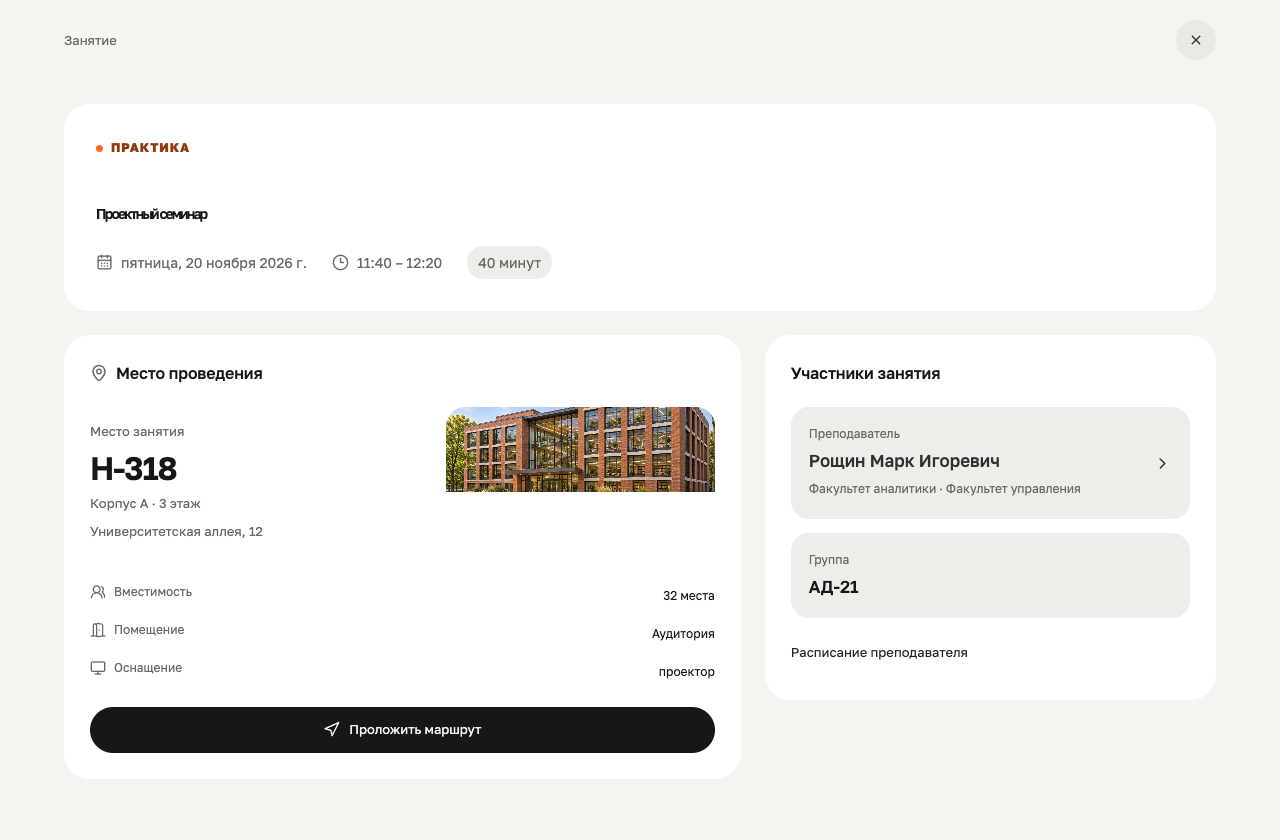 Занятие
ПРАКТИКА
Проектный семинар
пятница, 20 ноября 2026 г.
11:40 – 12:20
40 минут
Место проведения
Место занятия
Н-318
Корпус А · 3 этаж
Университетская аллея, 12
Вместимость
32 места
Помещение
Аудитория
Оснащение
проектор
Проложить маршрут
Участники занятия
Преподаватель
Рощин Марк Игоревич
Факультет аналитики · Факультет управления
Группа
АД-21
Расписание преподавателя